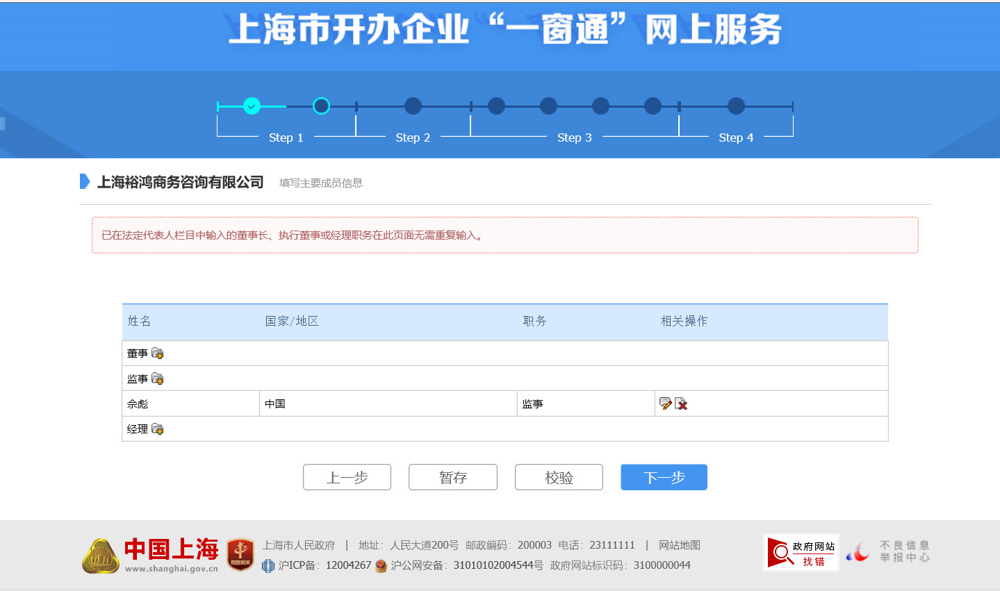 上海市开办企业“一窗通”网上服务
Step 1 Step 2 Step 3 Step 4
上海裕鸿商务咨询有限公司 填写主要成员信息
已在法定代表人栏目中输入的董事长、执行董事或经理职务在此页面无需重复输入。
姓名 国家/地区 职务 相关操作
董事
监事
佘彪 中国 监事
经理
上一步 暂存 校验 下一步
中国上海
www.shanghai.gov.cn
党政机关
上海市人民政府 | 地址：人民大道200号 邮政编码：200003 电话：23111111 | 网站地图
沪ICP备：12004267 沪公网安备：31010102004544号 政府网站标识码：3100000044
政府网站
找错
不良信息
举报中心